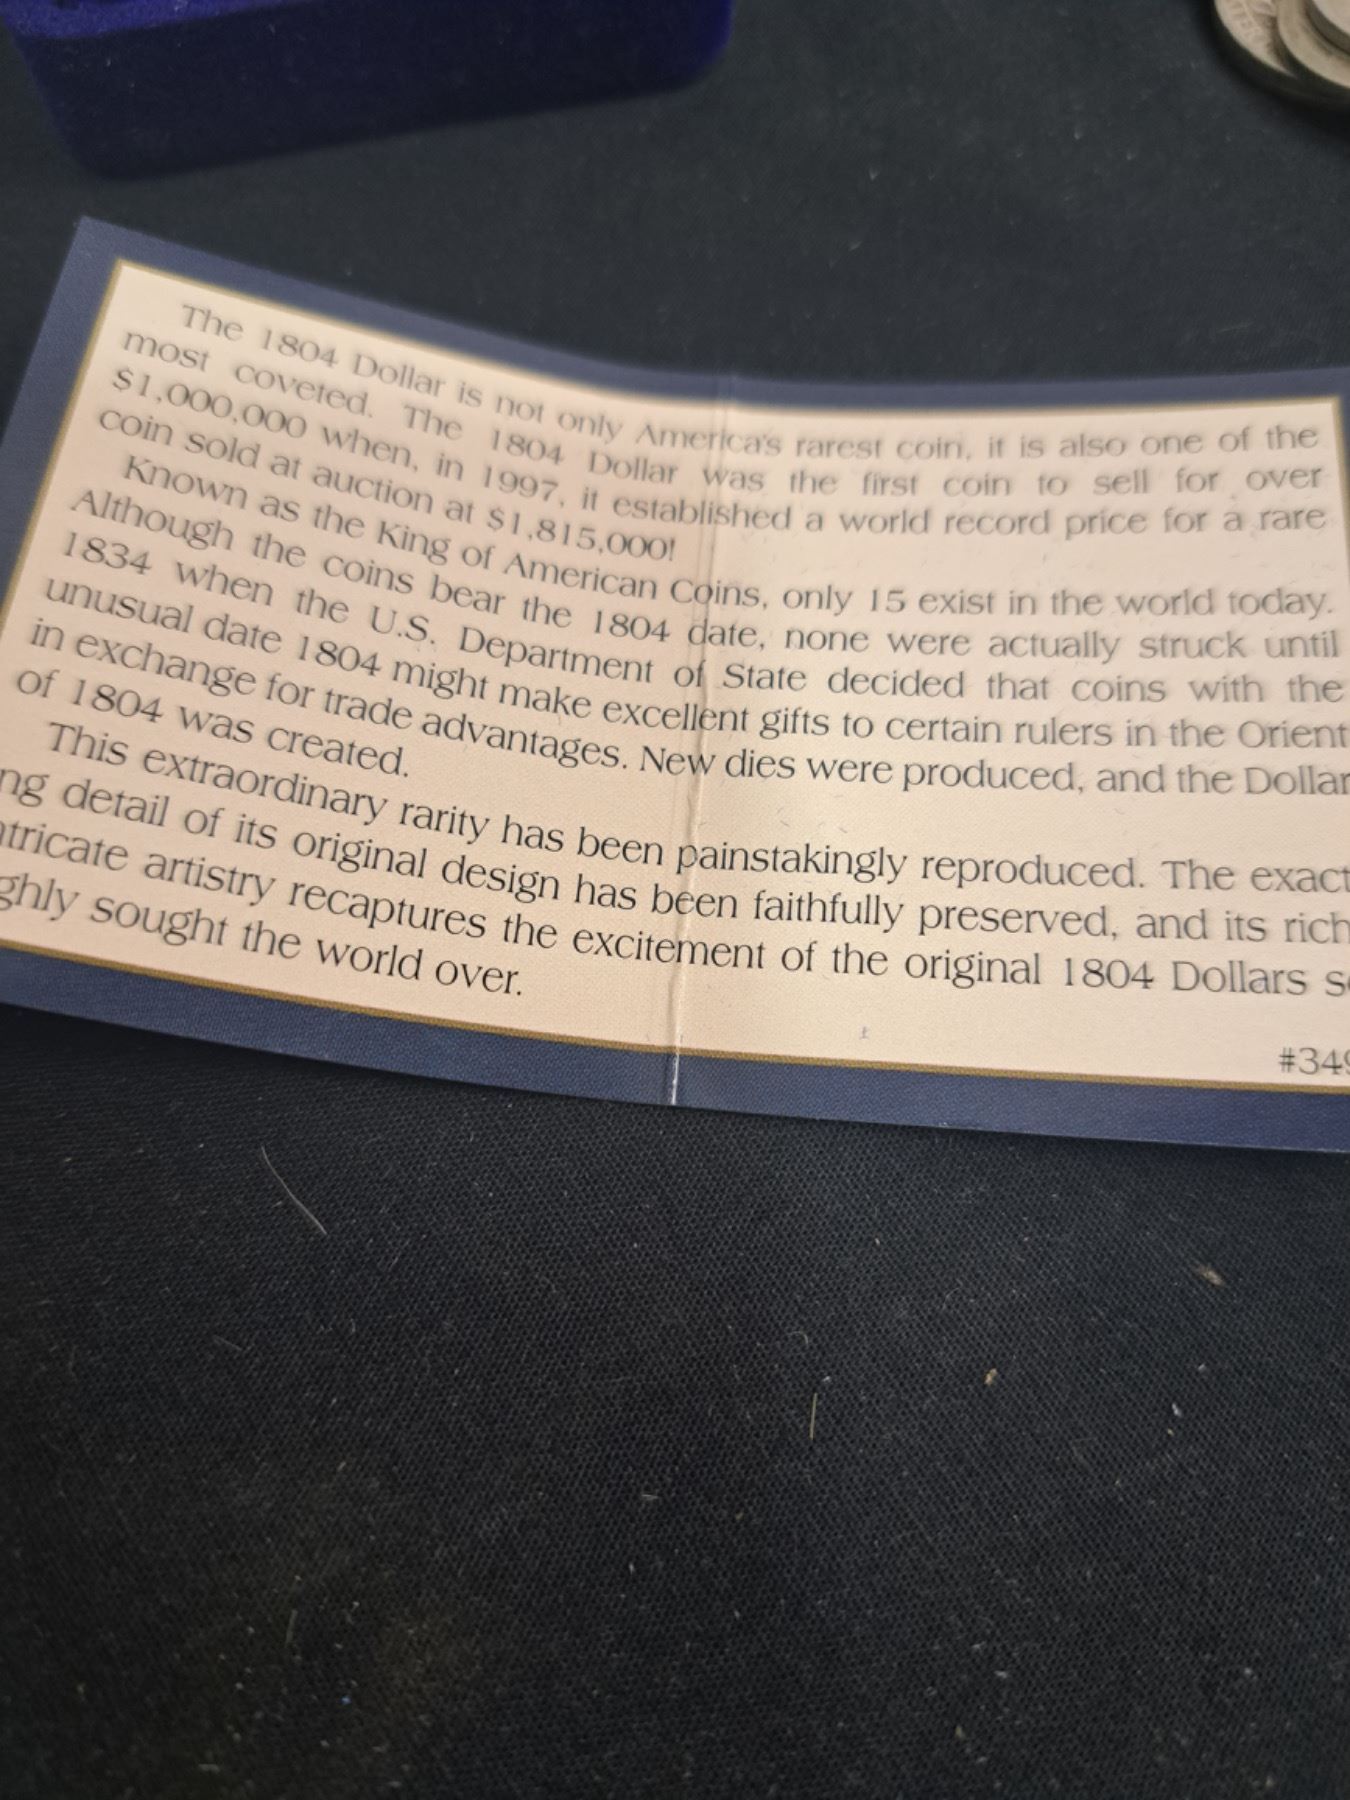 The 1804 Dollar is not only America's rarest coin, it is also one of the
most coveted. The 1804 Dollar was the first coin to sell for over
$1,000,000 when, in 1997, it established a world record price for a rare
coin sold at auction at $1,815,000!
Known as the King of American Coins, only 15 exist in the world today.
Although the coins bear the 1804 date, none were actually struck until
1834 when the U.S. Department of State decided that coins with the
unusual date 1804 might make excellent gifts to certain rulers in the Orient
in exchange for trade advantages. New dies were produced, and the Dollar
of 1804 was created.
This extraordinary rarity has been painstakingly reproduced. The exact
ng detail of its original design has been faithfully preserved, and its rich
ntricate artistry recaptures the excitement of the original 1804 Dollars s
ghly sought the world over.
#349